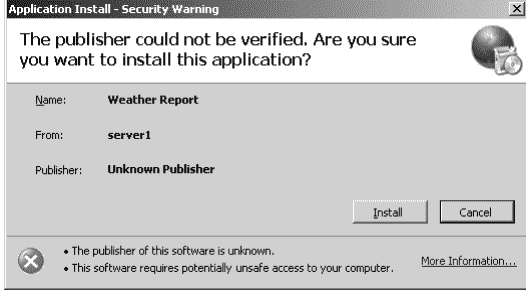 Application Install - Security Warning
The publisher could not be verified. Are you sure
you want to install this application?
Name: Weather Report
From: server1
Publisher: Unknown Publisher
Install Cancel
• The publisher of this software is unknown.
• This software requires potentially unsafe access to your computer.
More Information...